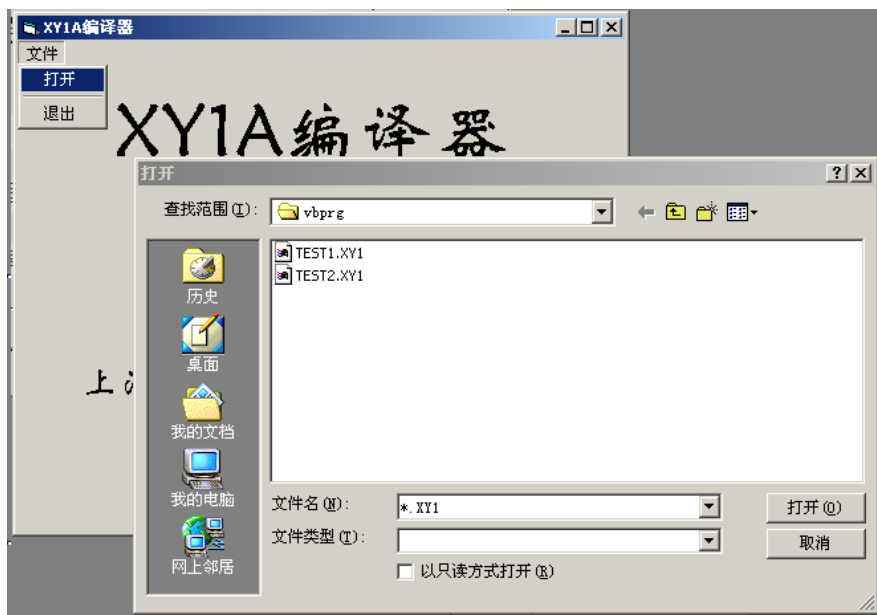 XY1A编译器
文件
打开
退出
XY1A编译器
打开
查找范围(I):
vbprg
TEST1.XY1
TEST2.XY1
历史
桌面
上
我的文档
我的电脑
网上邻居
文件名(N):
*.XY1
打开(O)
文件类型(T):
取消
以只读方式打开(R)